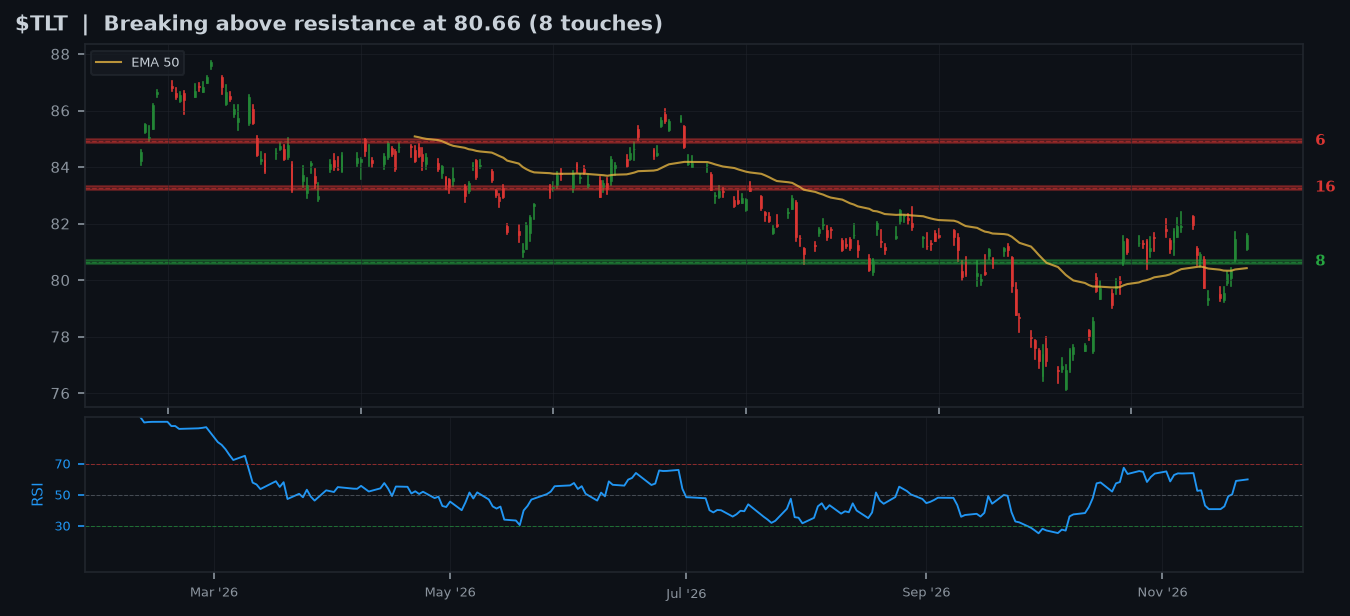 $TLT | Breaking above resistance at 80.66 (8 touches)
EMA 50
88
86
84
82
80
78
76
6
16
8
RSI
70
50
30
Mar '26
May '26
Jul '26
Sep '26
Nov '26